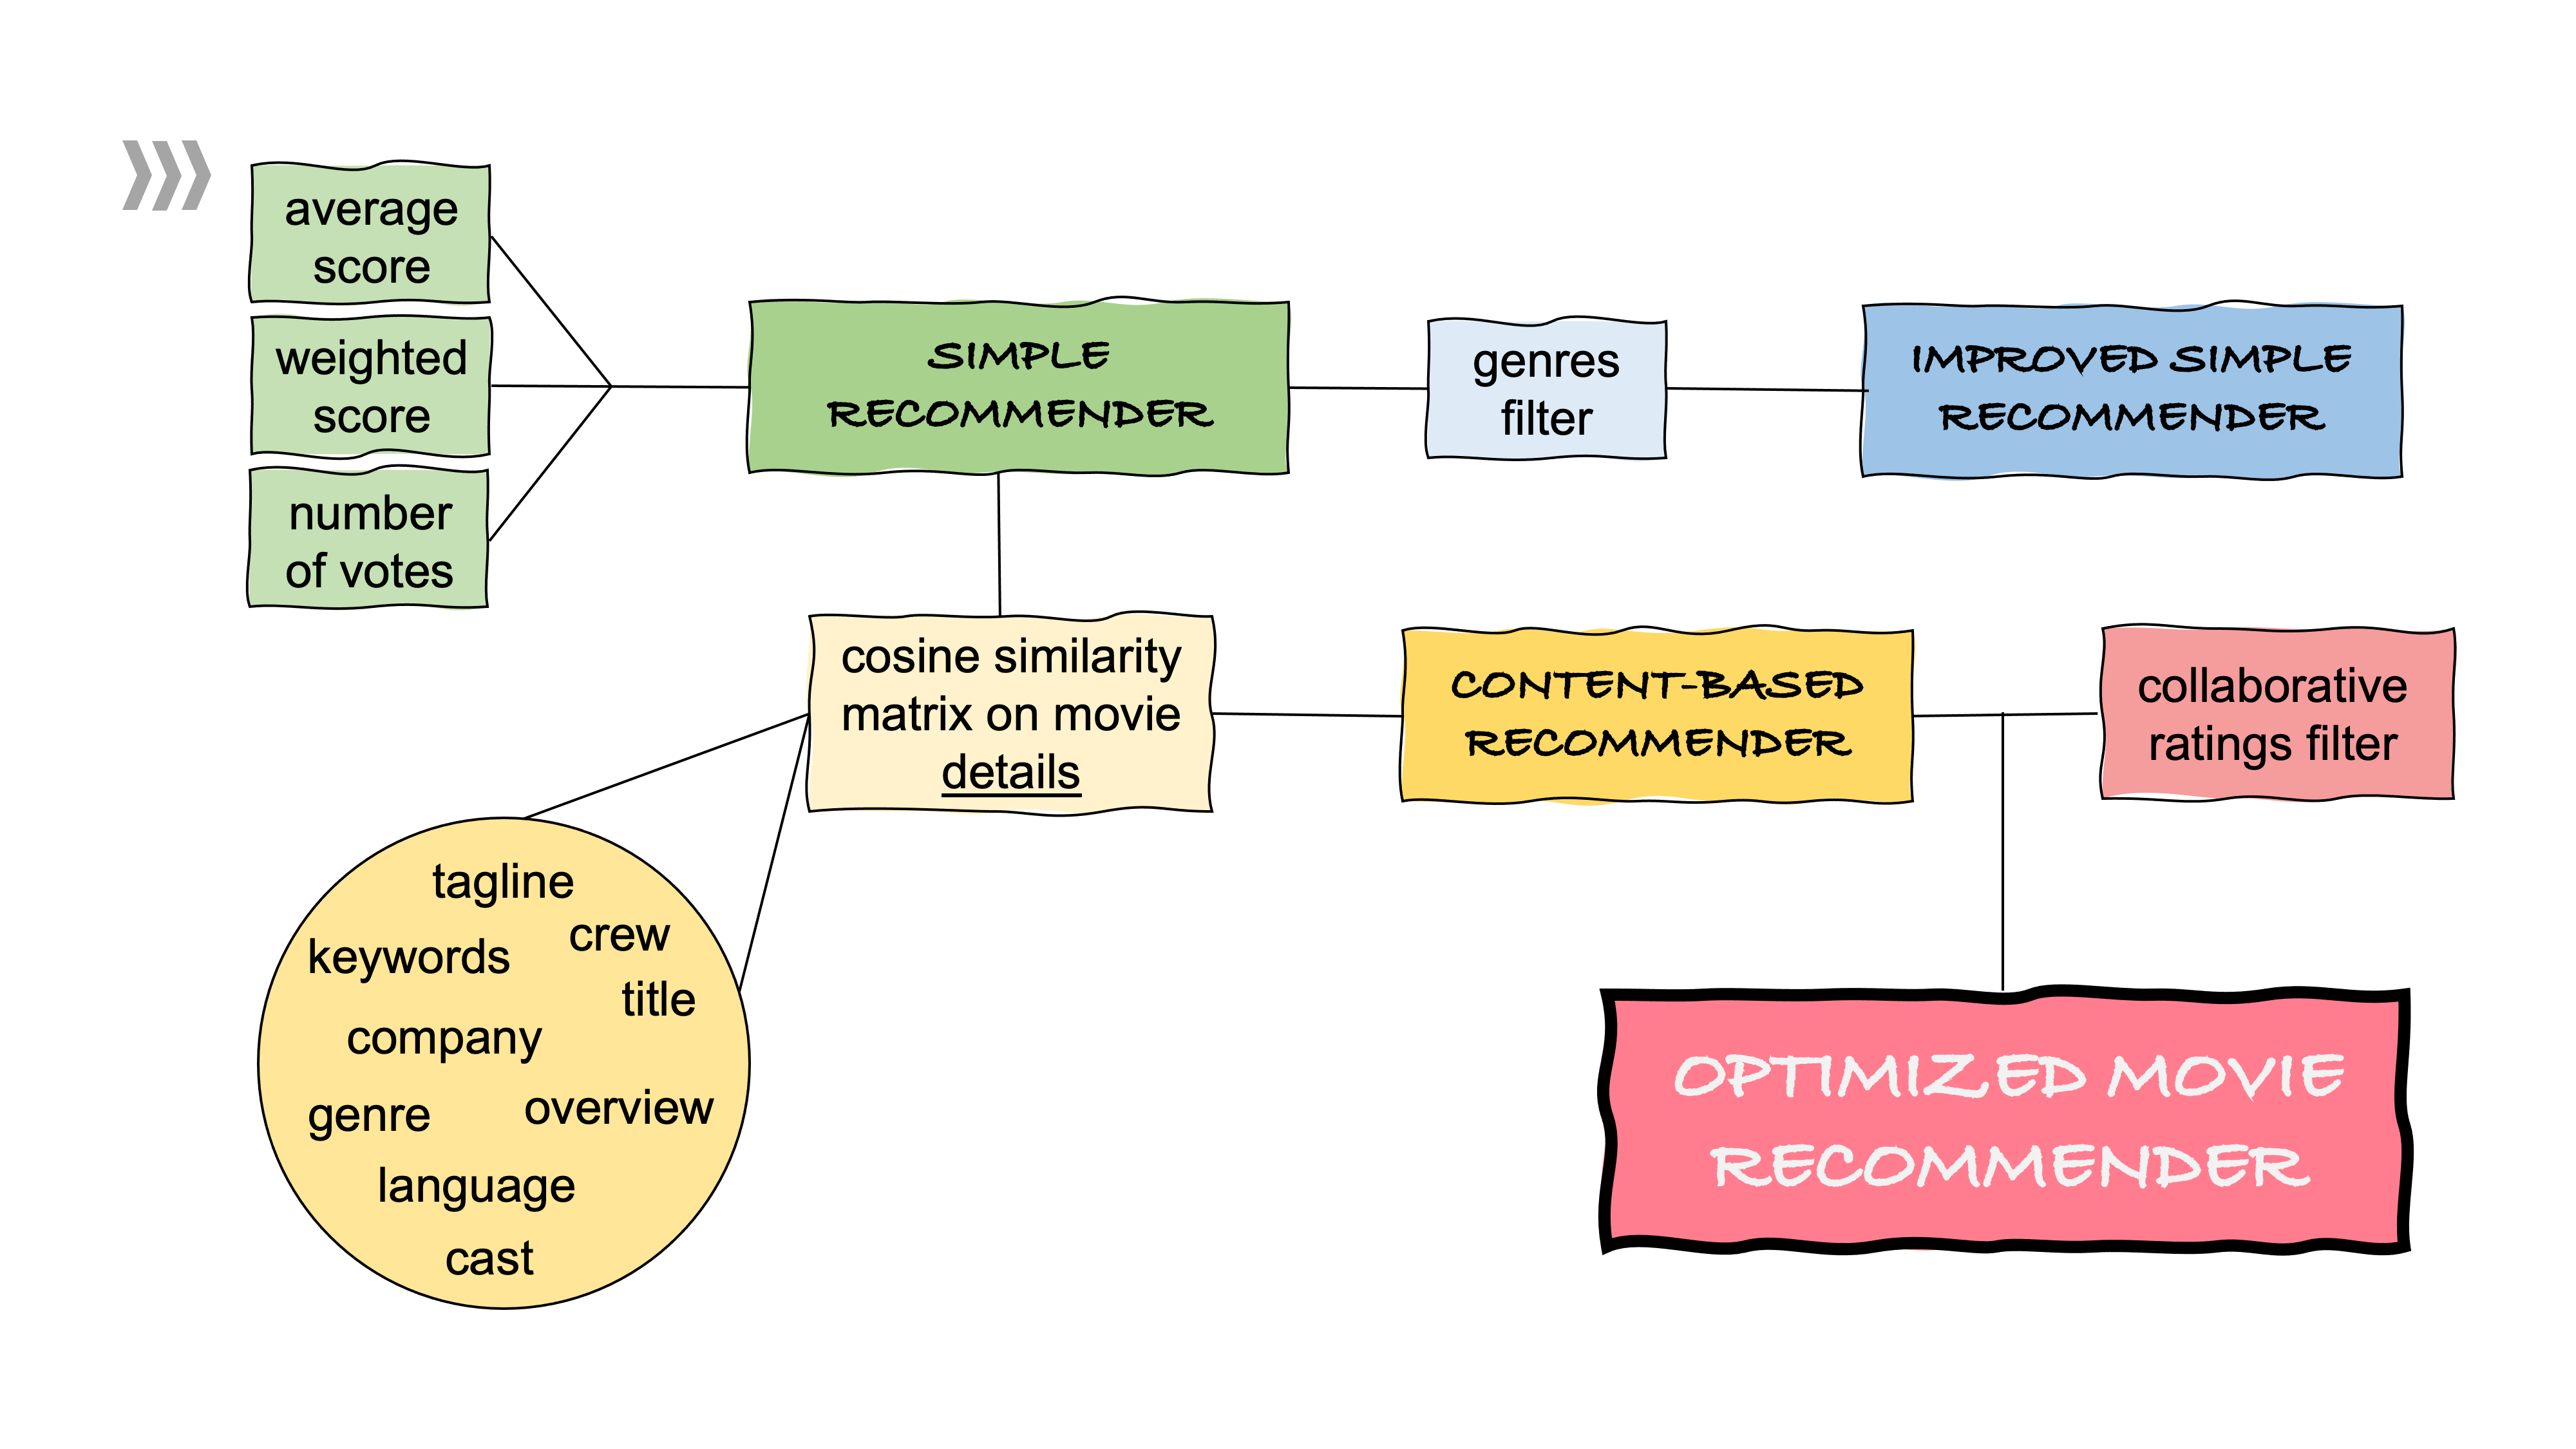 average
score
weighted
score
number
of votes
SIMPLE
RECOMMENDER
genres
filter
IMPROVED SIMPLE
RECOMMENDER
cosine similarity
matrix on movie
details
CONTENT-BASED
RECOMMENDER
collaborative
ratings filter
tagline
crew
keywords
title
company
overview
genre
language
cast
OPTIMIZED MOVIE
RECOMMENDER